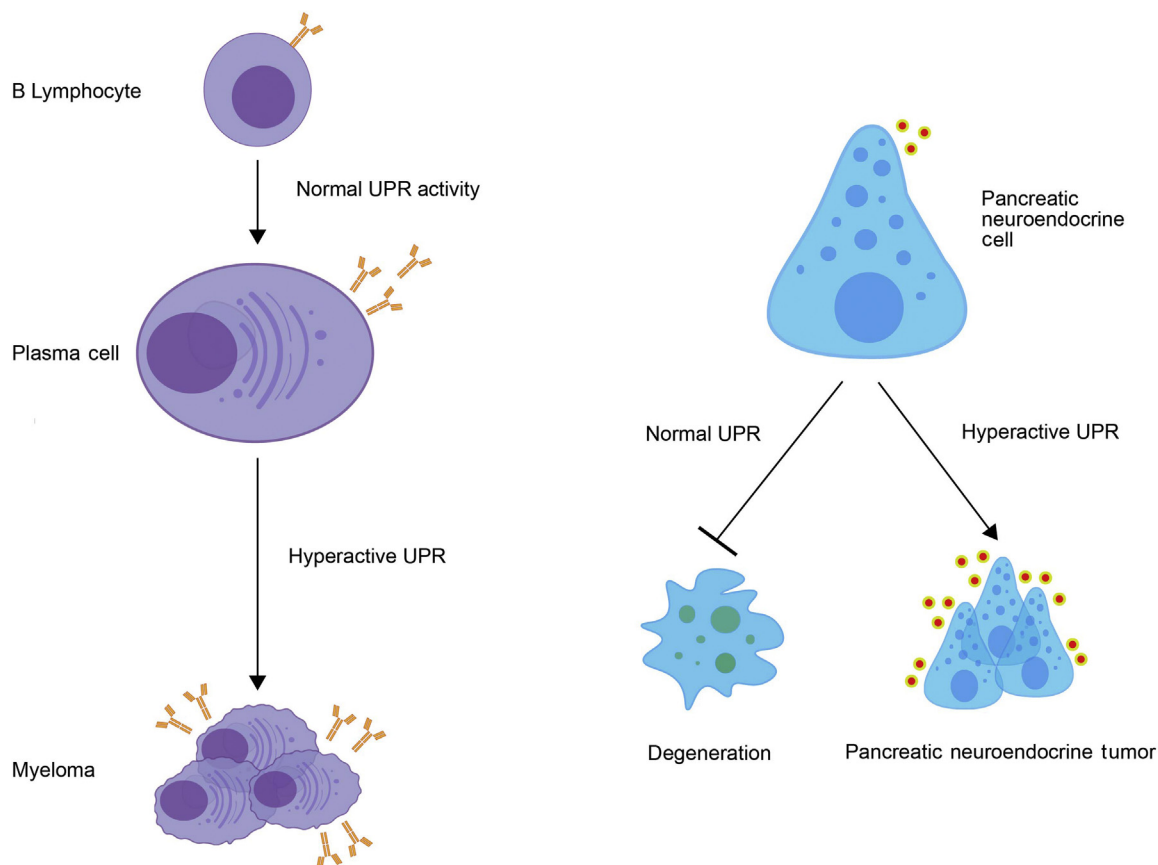 B Lymphocyte
Normal UPR activity
Plasma cell
Hyperactive UPR
Myeloma
Pancreatic
neuroendocrine
cell
Normal UPR
Hyperactive UPR
Degeneration
Pancreatic neuroendocrine tumor